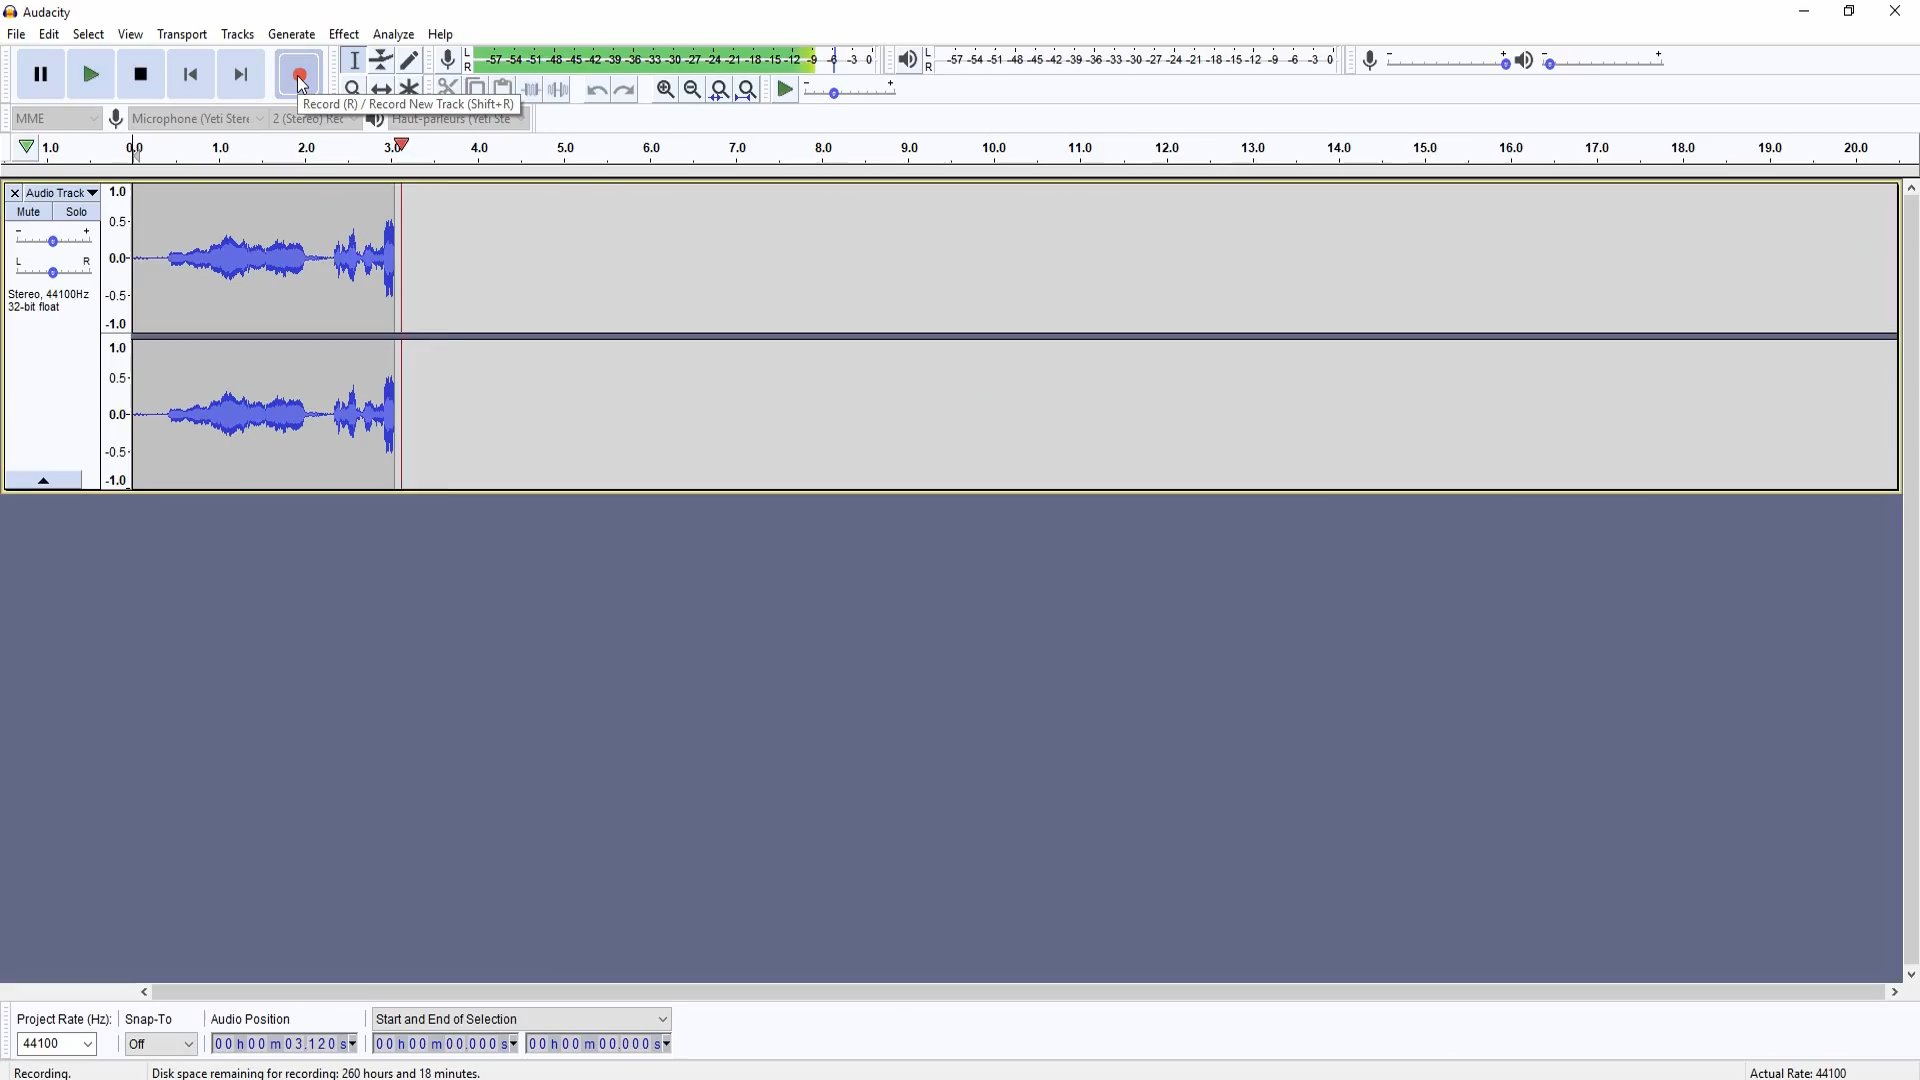 Audacity
File Edit Select View Transport Tracks Generate Effect Analyze Help
L
R
-57 -54 -51 -48 -45 -42 -39 -36 -33 -30 -27 -24 -21 -18 -15 -12 -9 -6 -3 0
L
R
-57 -54 -51 -48 -45 -42 -39 -36 -33 -30 -27 -24 -21 -18 -15 -12 -9 -6 -3 0
- +
- +
- +
Record (R) / Record New Track (Shift+R)
MME
Microphone (Yeti Stere
2 (Stereo) Rec
Haut-parleurs (Yeti Ste
1.0 0.0 1.0 2.0 3.0 4.0 5.0 6.0 7.0 8.0 9.0 10.0 11.0 12.0 13.0 14.0 15.0 16.0 17.0 18.0 19.0 20.0
Audio Track
Mute Solo
- +
L R
Stereo, 44100Hz
32-bit float
1.0
0.5
0.0
-0.5
-1.0
1.0
0.5
0.0
-0.5
-1.0
Project Rate (Hz): Snap-To Audio Position Start and End of Selection
44100 Off 00 h 00 m 03.120 s 00 h 00 m 00.000 s 00 h 00 m 00.000 s
Recording. Disk space remaining for recording: 260 hours and 18 minutes. Actual Rate: 44100